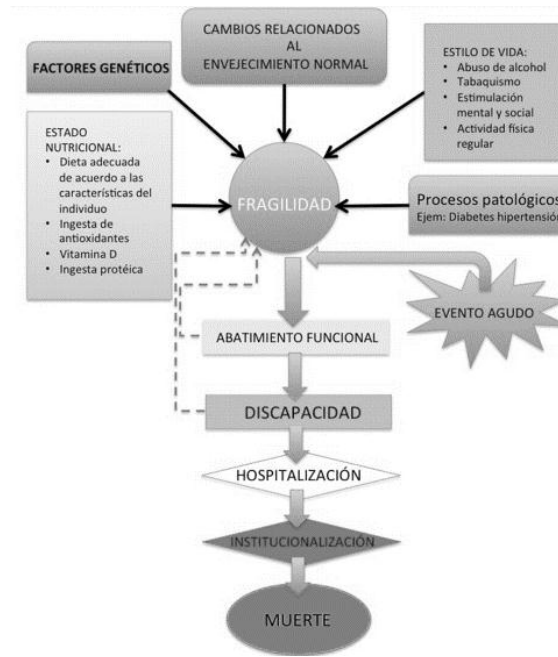 CAMBIOS RELACIONADOS
AL
ENVEJECIMIENTO NORMAL
FACTORES GENÉTICOS
ESTILO DE VIDA:
• Abuso de alcohol
• Tabaquismo
• Estimulación
mental y social
• Actividad física
regular
ESTADO
NUTRICIONAL:
• Dieta adecuada
de acuerdo a las
características del
individuo
• Ingesta de
antioxidantes
• Vitamina D
• Ingesta protéica
FRAGILIDAD
Procesos patológicos
Ejem: Diabetes hipertensión
EVENTO AGUDO
ABATIMIENTO FUNCIONAL
DISCAPACIDAD
HOSPITALIZACIÓN
INSTITUCIONALIZACIÓN
MUERTE